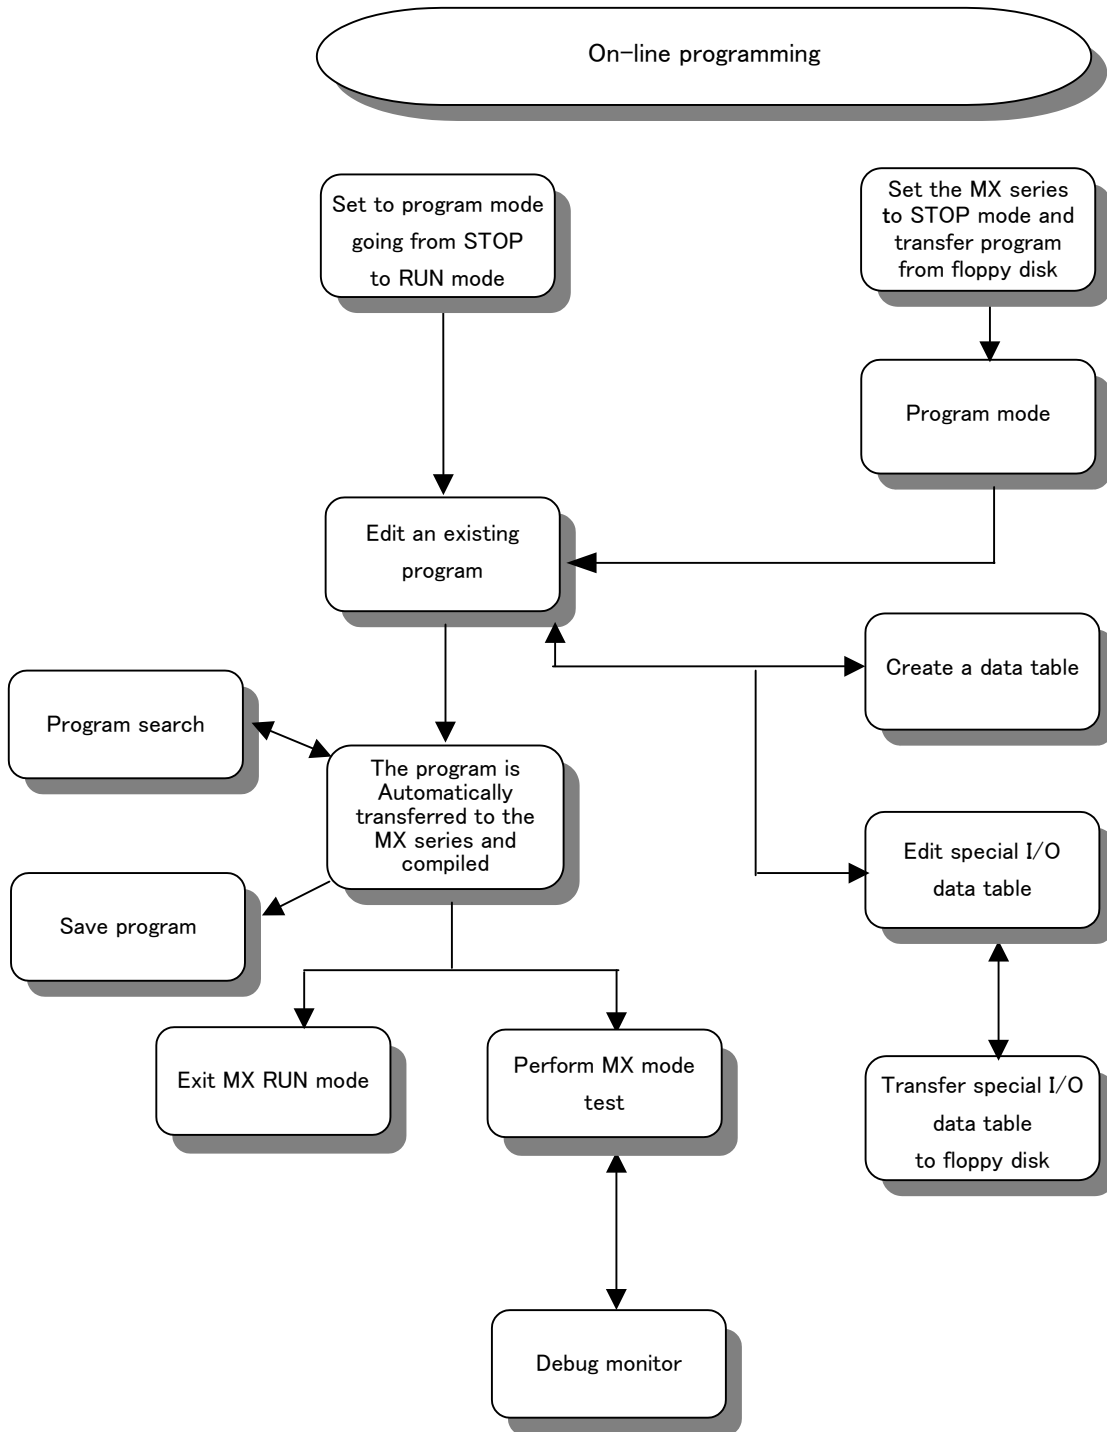 On-line programming
Set to program mode
going from STOP
to RUN mode
Set the MX series
to STOP mode and
transfer program
from floppy disk
Program mode
Edit an existing
program
Create a data table
Program search
The program is
Automatically
transferred to the
MX series and
compiled
Edit special I/O
data table
Save program
Exit MX RUN mode
Perform MX mode
test
Transfer special I/O
data table
to floppy disk
Debug monitor